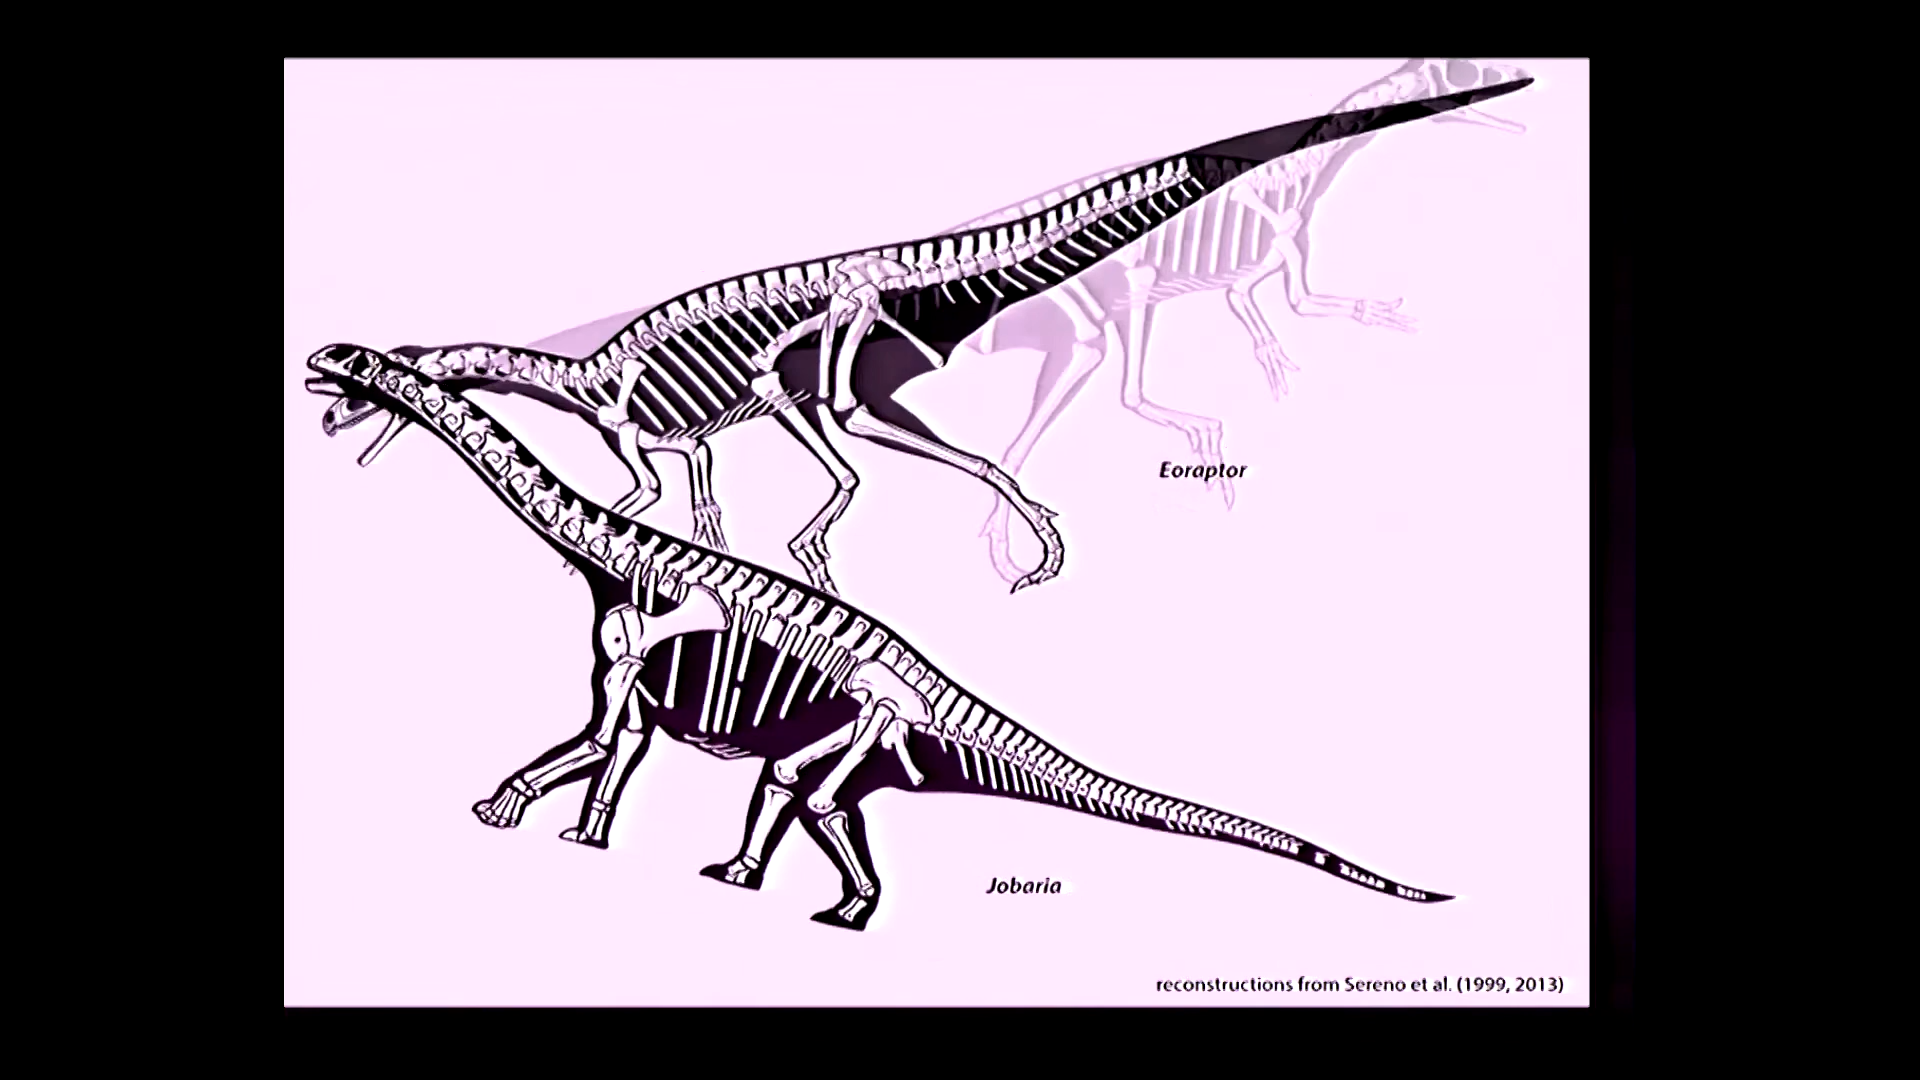 Eoraptor
Jobaria
reconstructions from Sereno et al. (1999, 2013)